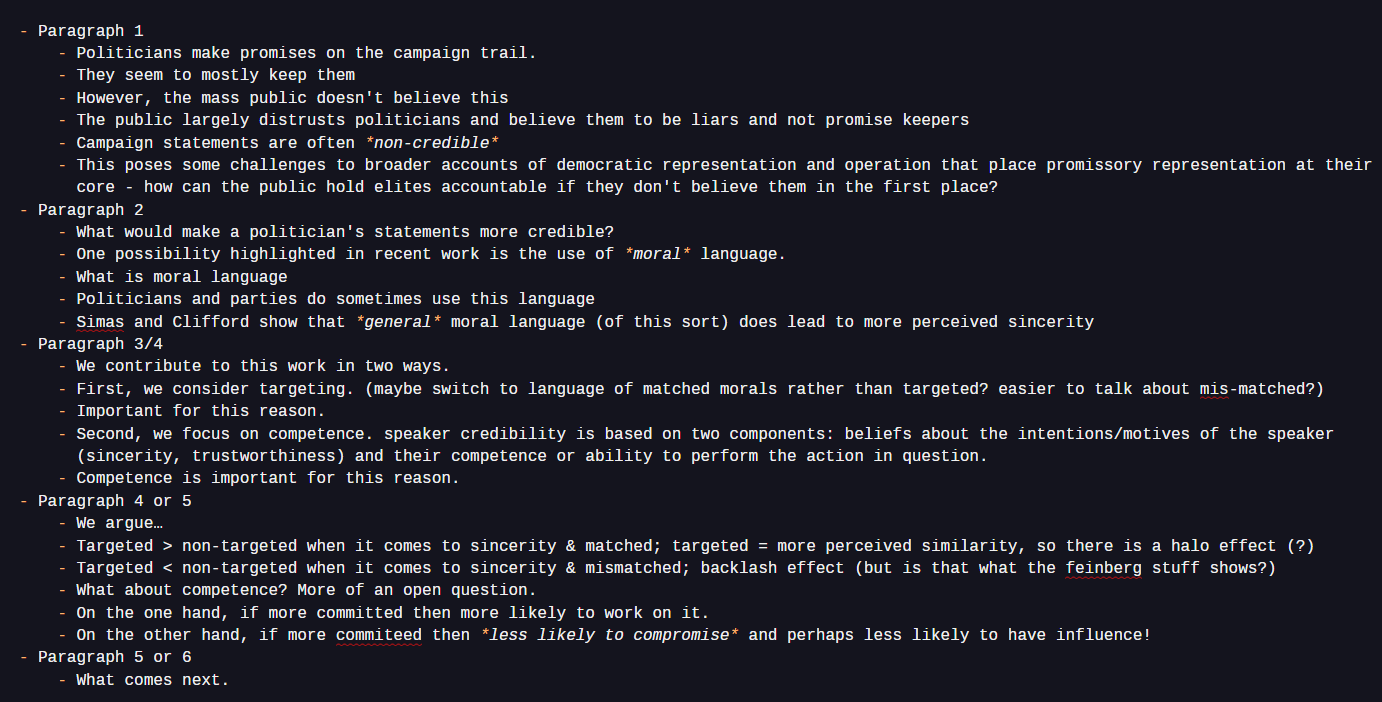 - Paragraph 1
- Politicians make promises on the campaign trail.
- They seem to mostly keep them
- However, the mass public doesn't believe this
- The public largely distrusts politicians and believe them to be liars and not promise keepers
- Campaign statements are often *non-credible*
- This poses some challenges to broader accounts of democratic representation and operation that place promissory representation at their
core - how can the public hold elites accountable if they don't believe them in the first place?
- Paragraph 2
- What would make a politician's statements more credible?
- One possibility highlighted in recent work is the use of *moral* language.
- What is moral language
- Politicians and parties do sometimes use this language
- Simas and Clifford show that *general* moral language (of this sort) does lead to more perceived sincerity
- Paragraph 3/4
- We contribute to this work in two ways.
- First, we consider targeting. (maybe switch to language of matched morals rather than targeted? easier to talk about mis-matched?)
- Important for this reason.
- Second, we focus on competence. speaker credibility is based on two components: beliefs about the intentions/motives of the speaker
(sincerity, trustworthiness) and their competence or ability to perform the action in question.
- Competence is important for this reason.
- Paragraph 4 or 5
- We argue…
- Targeted > non-targeted when it comes to sincerity & matched; targeted = more perceived similarity, so there is a halo effect (?)
- Targeted < non-targeted when it comes to sincerity & mismatched; backlash effect (but is that what the feinberg stuff shows?)
- What about competence? More of an open question.
- On the one hand, if more committed then more likely to work on it.
- On the other hand, if more commiteed then *less likely to compromise* and perhaps less likely to have influence!
- Paragraph 5 or 6
- What comes next.